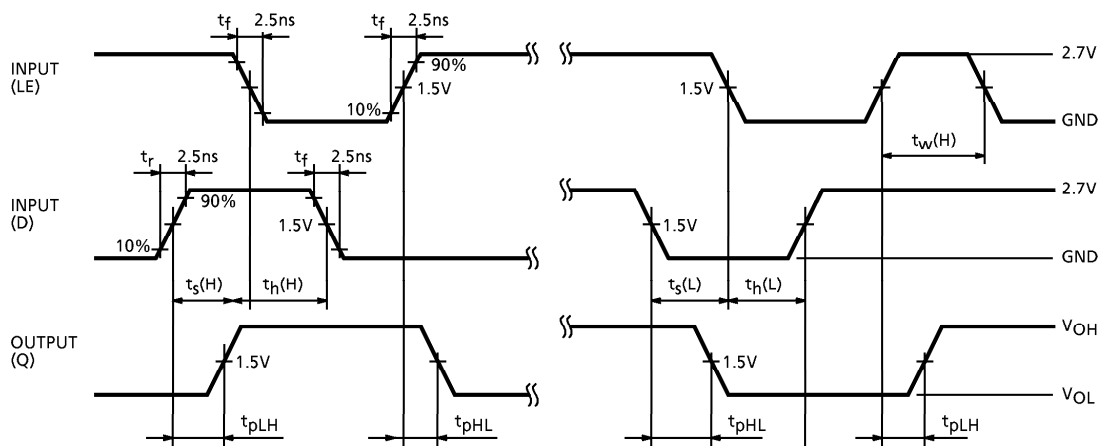 tf 2.5ns tf 2.5ns
INPUT
(LE)
90%
1.5V
10%
1.5V
2.7V
GND
tw(H)
tr 2.5ns tf 2.5ns
INPUT
(D)
90%
1.5V
10%
1.5V
2.7V
GND
ts(H) th(H) ts(L) th(L)
OUTPUT
(Q)
1.5V
1.5V
VOH
VOL
tpLH tpHL tpHL tpLH